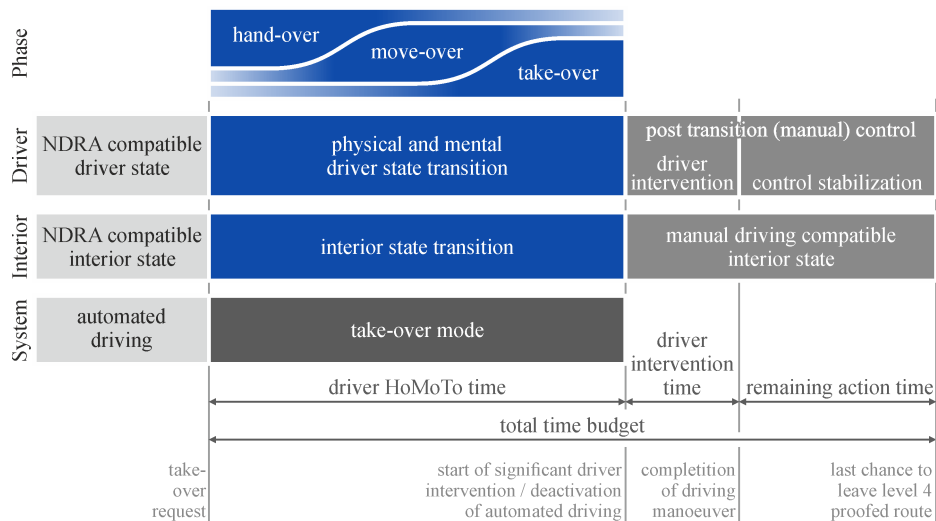 Phase
hand-over
move-over
take-over
Driver
NDRA compatible
driver state
physical and mental
driver state transition
post transition (manual) control
driver
intervention
control stabilization
Interior
NDRA compatible
interior state
interior state transition
manual driving compatible
interior state
System
automated
driving
take-over mode
driver
intervention
time
driver HoMoTo time
remaining action time
total time budget
take-
over
request
start of significant driver
intervention / deactivation
of automated driving
completition
of driving
manoeuver
last chance to
leave level 4
proofed route